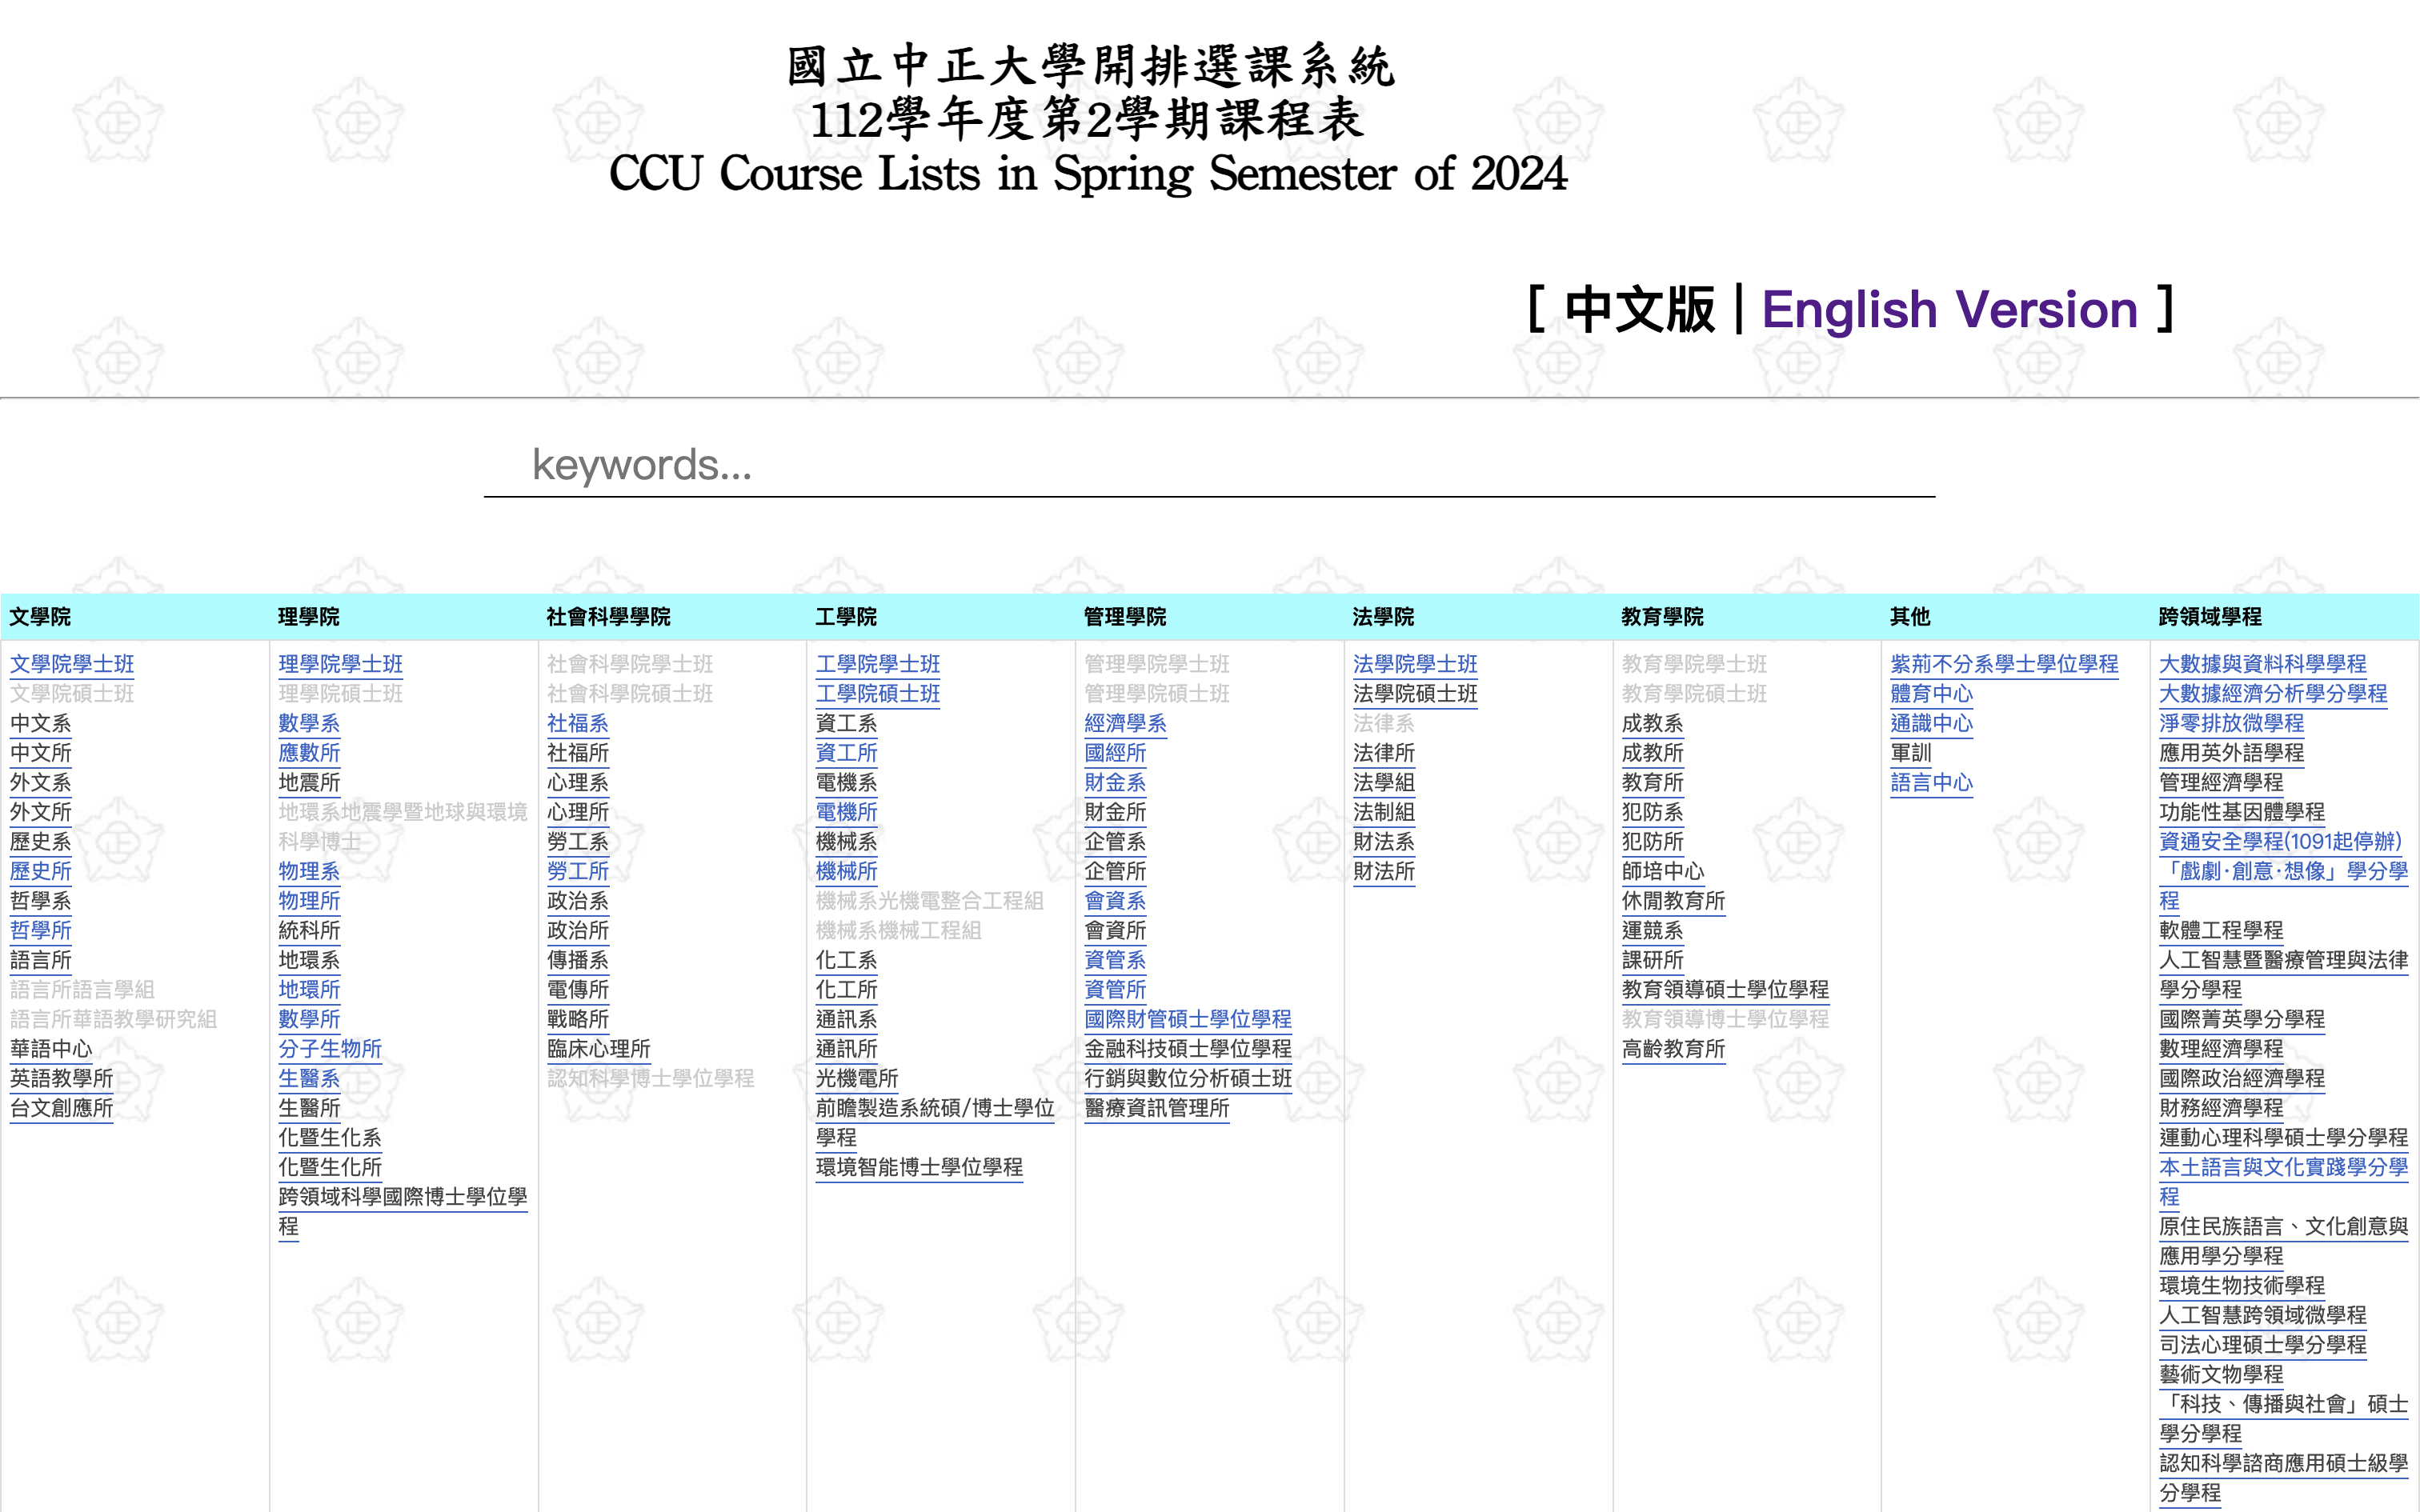 國立中正大學開排選課系統
112學年度第2學期課程表
CCU Course Lists in Spring Semester of 2024
[ 中文版 | English Version ]
keywords...
文學院
文學院學士班
文學院碩士班
中文系
中文所
外文系
外文所
歷史系
歷史所
哲學系
哲學所
語言所
語言所語言學組
語言所華語教學研究組
華語中心
英語教學所
台文創應所
理學院
理學院學士班
理學院碩士班
數學系
應數所
地震所
地環系地震學暨地球與環境
科學博士
物理系
物理所
統科所
地環系
地環所
數學所
分子生物所
生醫系
生醫所
化暨生化系
化暨生化所
跨領域科學國際博士學位學
程
社會科學學院
社會科學院學士班
社會科學院碩士班
社福系
社福所
心理系
心理所
勞工系
勞工所
政治系
政治所
傳播系
電傳所
戰略所
臨床心理所
認知科學博士學位學程
工學院
工學院學士班
工學院碩士班
資工系
資工所
電機系
電機所
機械系
機械所
機械系光機電整合工程組
機械系機械工程組
化工系
化工所
通訊系
通訊所
光機電所
前瞻製造系統碩/博士學位
學程
環境智能博士學位學程
管理學院
管理學院學士班
管理學院碩士班
經濟學系
國經所
財金系
財金所
企管系
企管所
會資系
會資所
資管系
資管所
國際財管碩士學位學程
金融科技碩士學位學程
行銷與數位分析碩士班
醫療資訊管理所
法學院
法學院學士班
法學院碩士班
法律系
法律所
法學組
法制組
財法系
財法所
教育學院
教育學院學士班
教育學院碩士班
成教系
成教所
教育所
犯防系
犯防所
師培中心
休閒教育所
運競系
課研所
教育領導碩士學位學程
教育領導博士學位學程
高齡教育所
其他
紫荊不分系學士學位學程
體育中心
通識中心
軍訓
語言中心
跨領域學程
大數據與資料科學學程
大數據經濟分析學分學程
淨零排放微學程
應用英外語學程
管理經濟學程
功能性基因體學程
資通安全學程(1091起停辦)
「戲劇·創意·想像」學分學
程
軟體工程學程
人工智慧暨醫療管理與法律
學分學程
國際菁英學分學程
數理經濟學程
國際政治經濟學程
財務經濟學程
運動心理科學碩士學分學程
本土語言與文化實踐學分學
程
原住民族語言、文化創意與
應用學分學程
環境生物技術學程
人工智慧跨領域微學程
司法心理碩士學分學程
藝術文物學程
「科技、傳播與社會」碩士
學分學程
認知科學諮商應用碩士級學
分學程